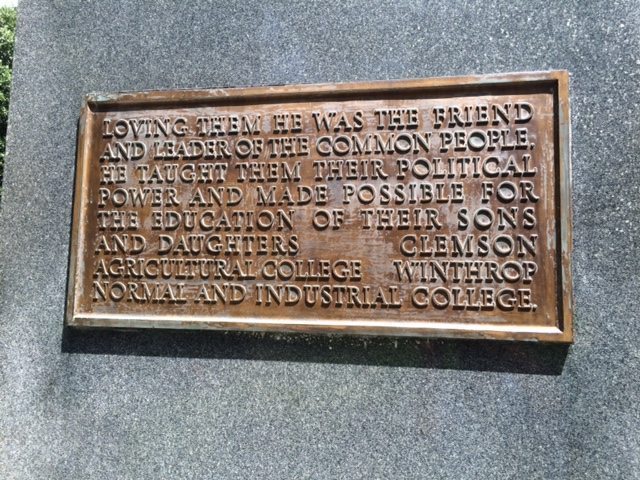 LOVING THEM HE WAS THE FRIEND
AND LEADER OF THE COMMON PEOPLE.
HE TAUGHT THEM THEIR POLITICAL
POWER AND MADE POSSIBLE FOR
THE EDUCATION OF THEIR SONS
AND DAUGHTERS CLEMSON
AGRICULTURAL COLLEGE WINTHROP
NORMAL AND INDUSTRIAL COLLEGE.